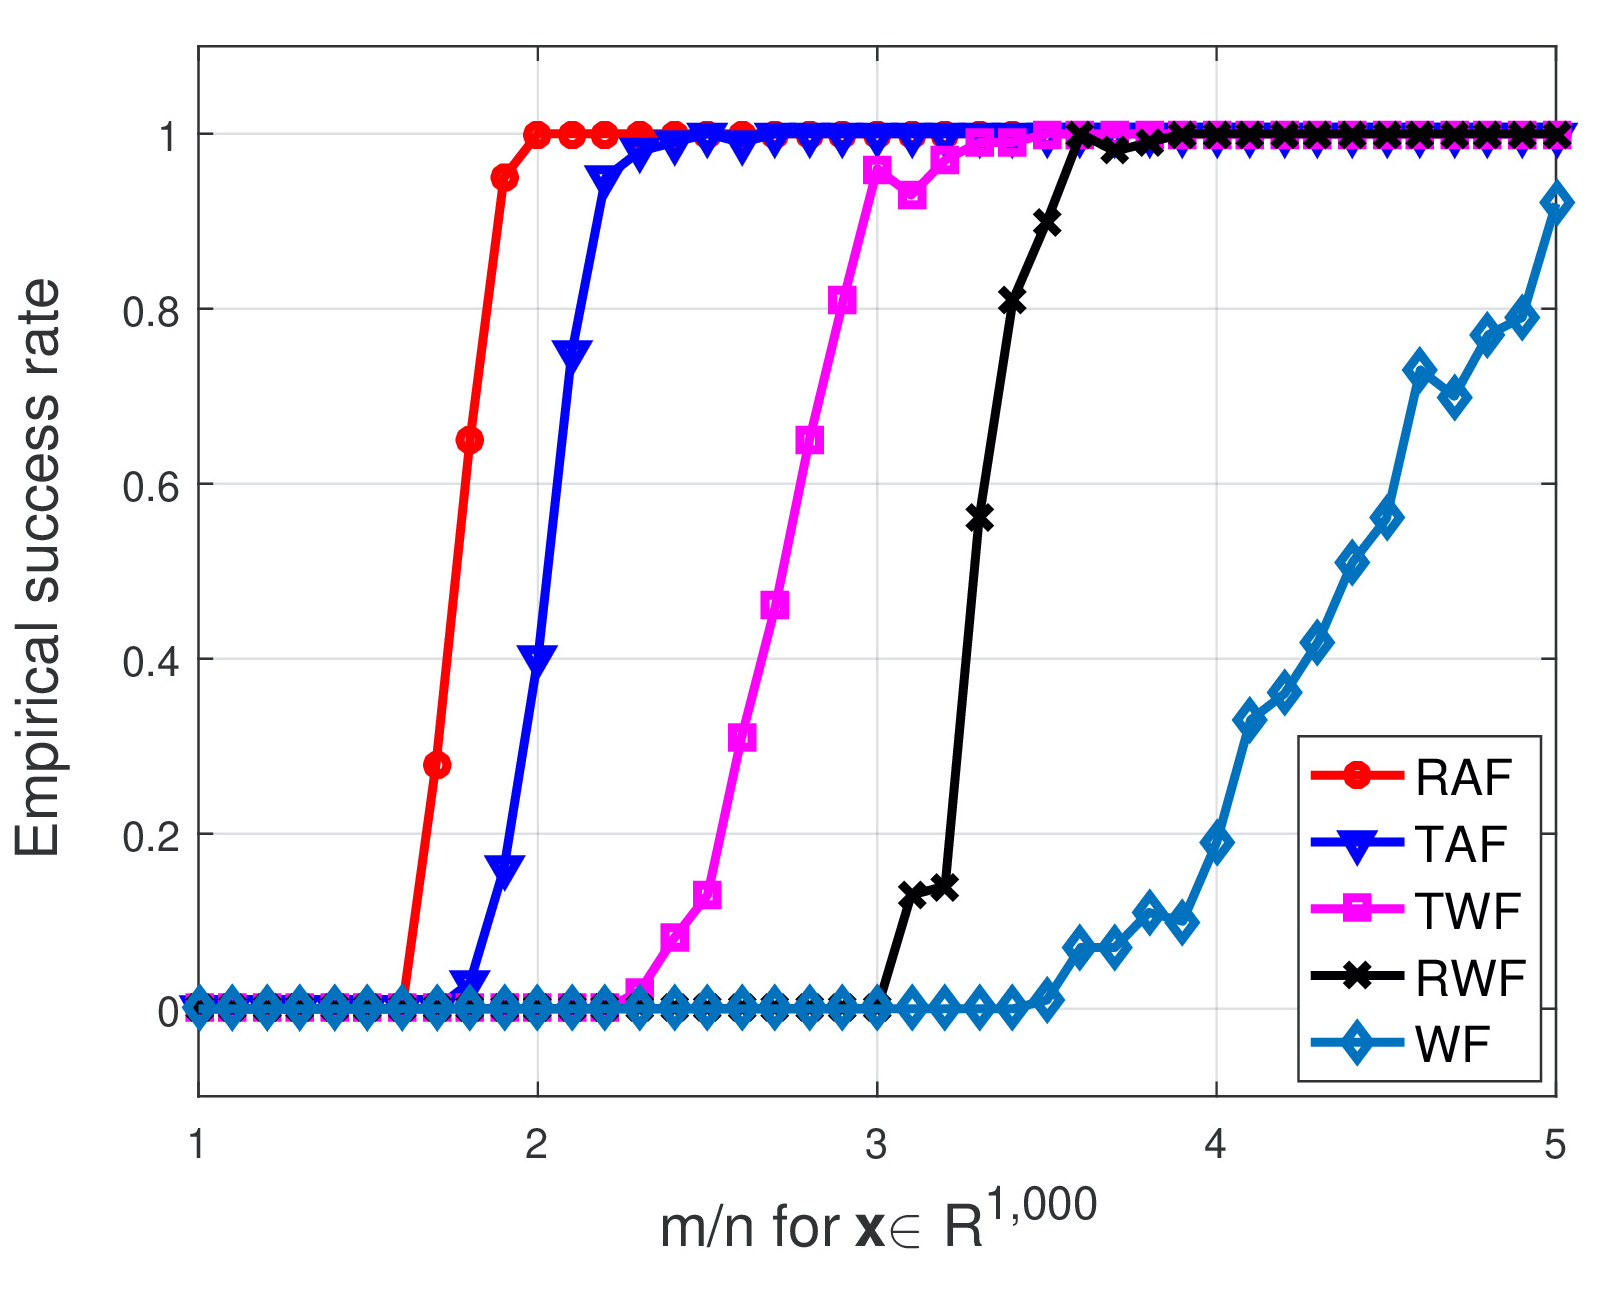 Empirical success rate
1
0.8
0.6
0.4
0.2
0
1 2 3 4 5
m/n for x∈ R^1,000
RAF
TAF
TWF
RWF
WF